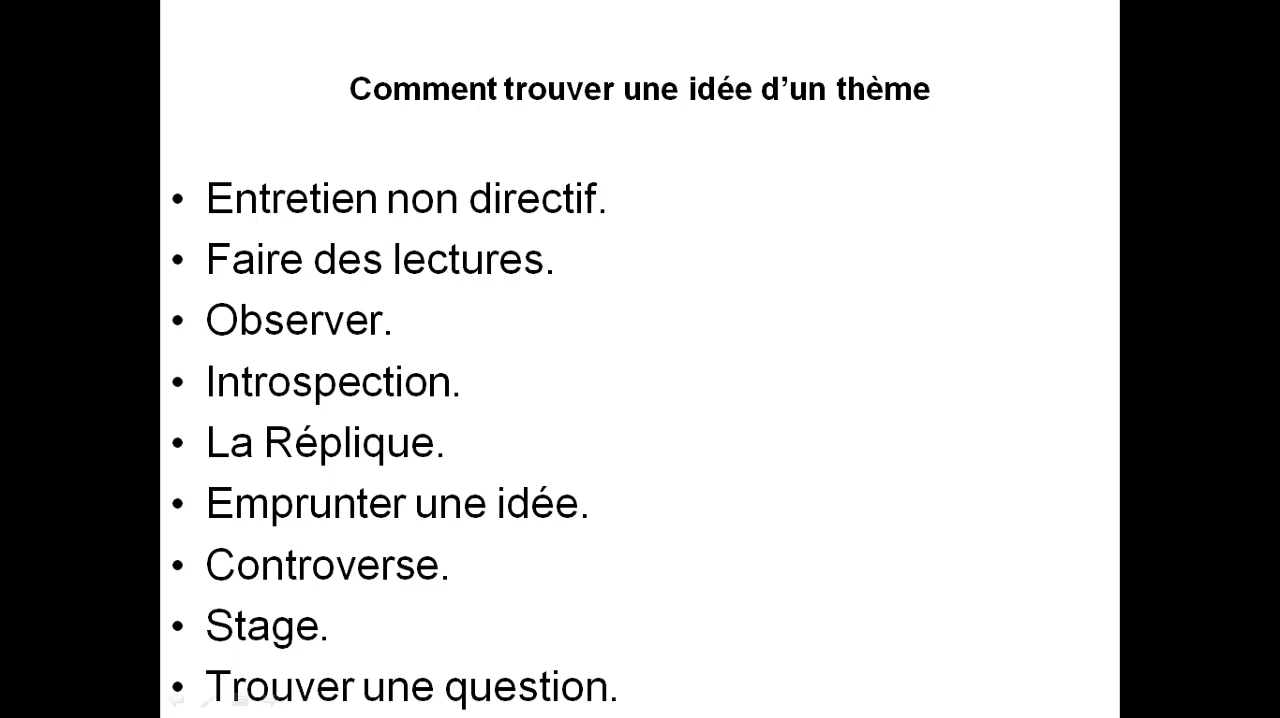 Comment trouver une idée d’un thème
• Entretien non directif.
• Faire des lectures.
• Observer.
• Introspection.
• La Réplique.
• Emprunter une idée.
• Controverse.
• Stage.
• Trouver une question.